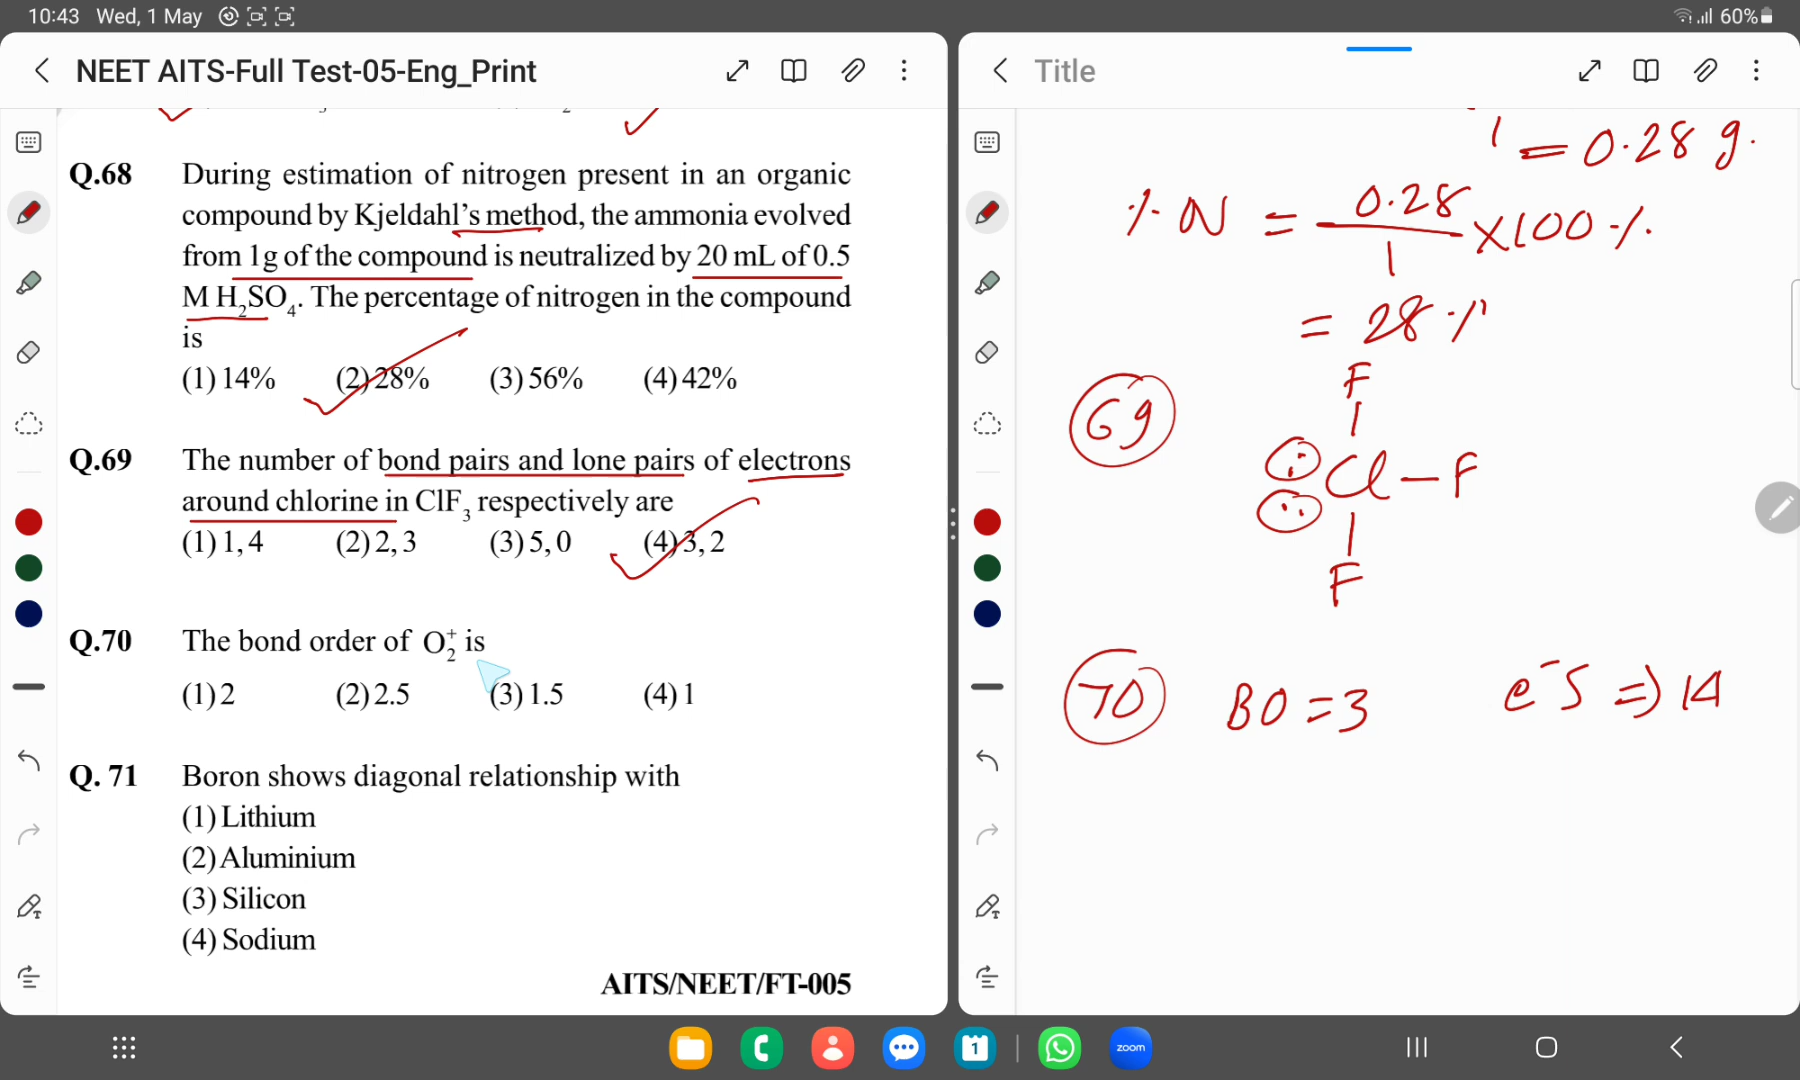 10:43 Wed, 1 May
60%
NEET AITS-Full Test-05-Eng_Print
Q.68 During estimation of nitrogen present in an organic
compound by Kjeldahl's method, the ammonia evolved
from 1g of the compound is neutralized by 20 mL of 0.5
M H₂SO₄. The percentage of nitrogen in the compound
is
(1) 14% (2) 28% (3) 56% (4) 42%
Q.69 The number of bond pairs and lone pairs of electrons
around chlorine in ClF₃ respectively are
(1) 1, 4 (2) 2, 3 (3) 5, 0 (4) 3, 2
Q.70 The bond order of O₂⁺ is
(1) 2 (2) 2.5 (3) 1.5 (4) 1
Q. 71 Boron shows diagonal relationship with
(1) Lithium
(2) Aluminium
(3) Silicon
(4) Sodium
AITS/NEET/FT-005
Title
= 0.28 g.
% N = 0.28/1 × 100 %
= 28 %
69
F
Cl – F
F
70 BO = 3 e⁻s ⇒ 14
1
zoom